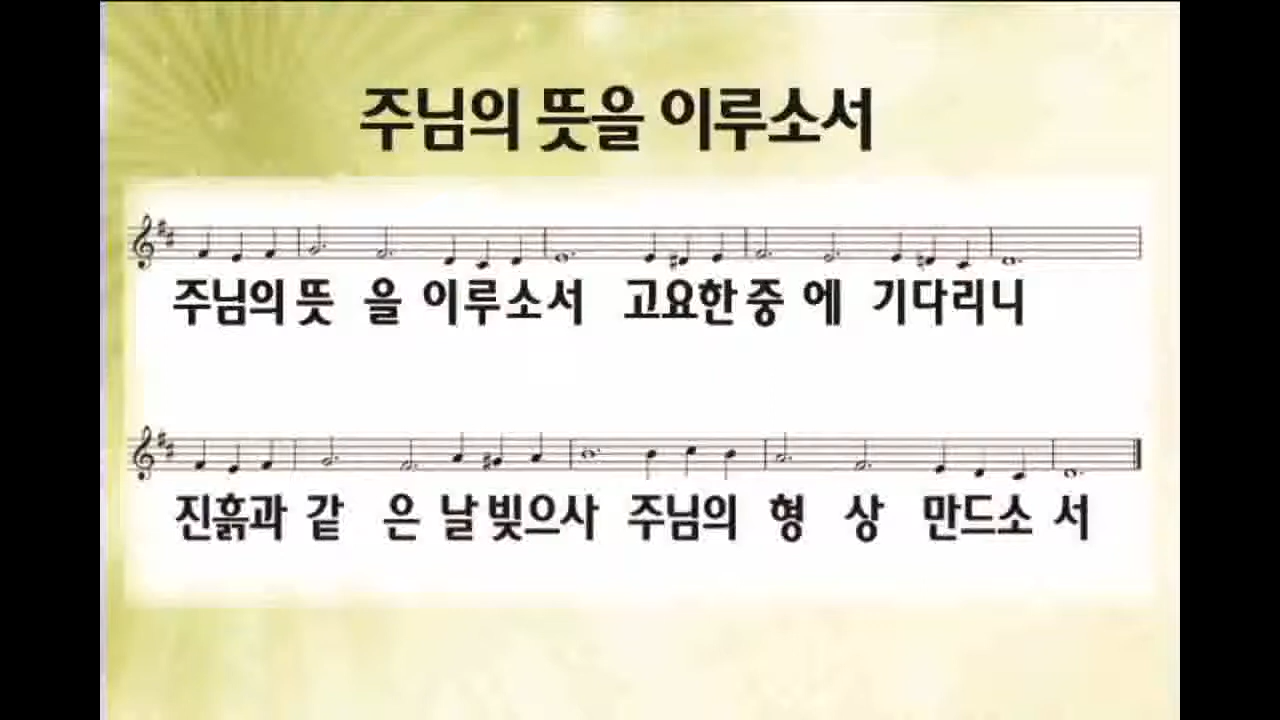 주님의 뜻을 이루소서
주님의 뜻 을 이루소서 고요한 중 에 기다리니
진흙과 같 은 날 빚으사 주님의 형 상 만드소 서